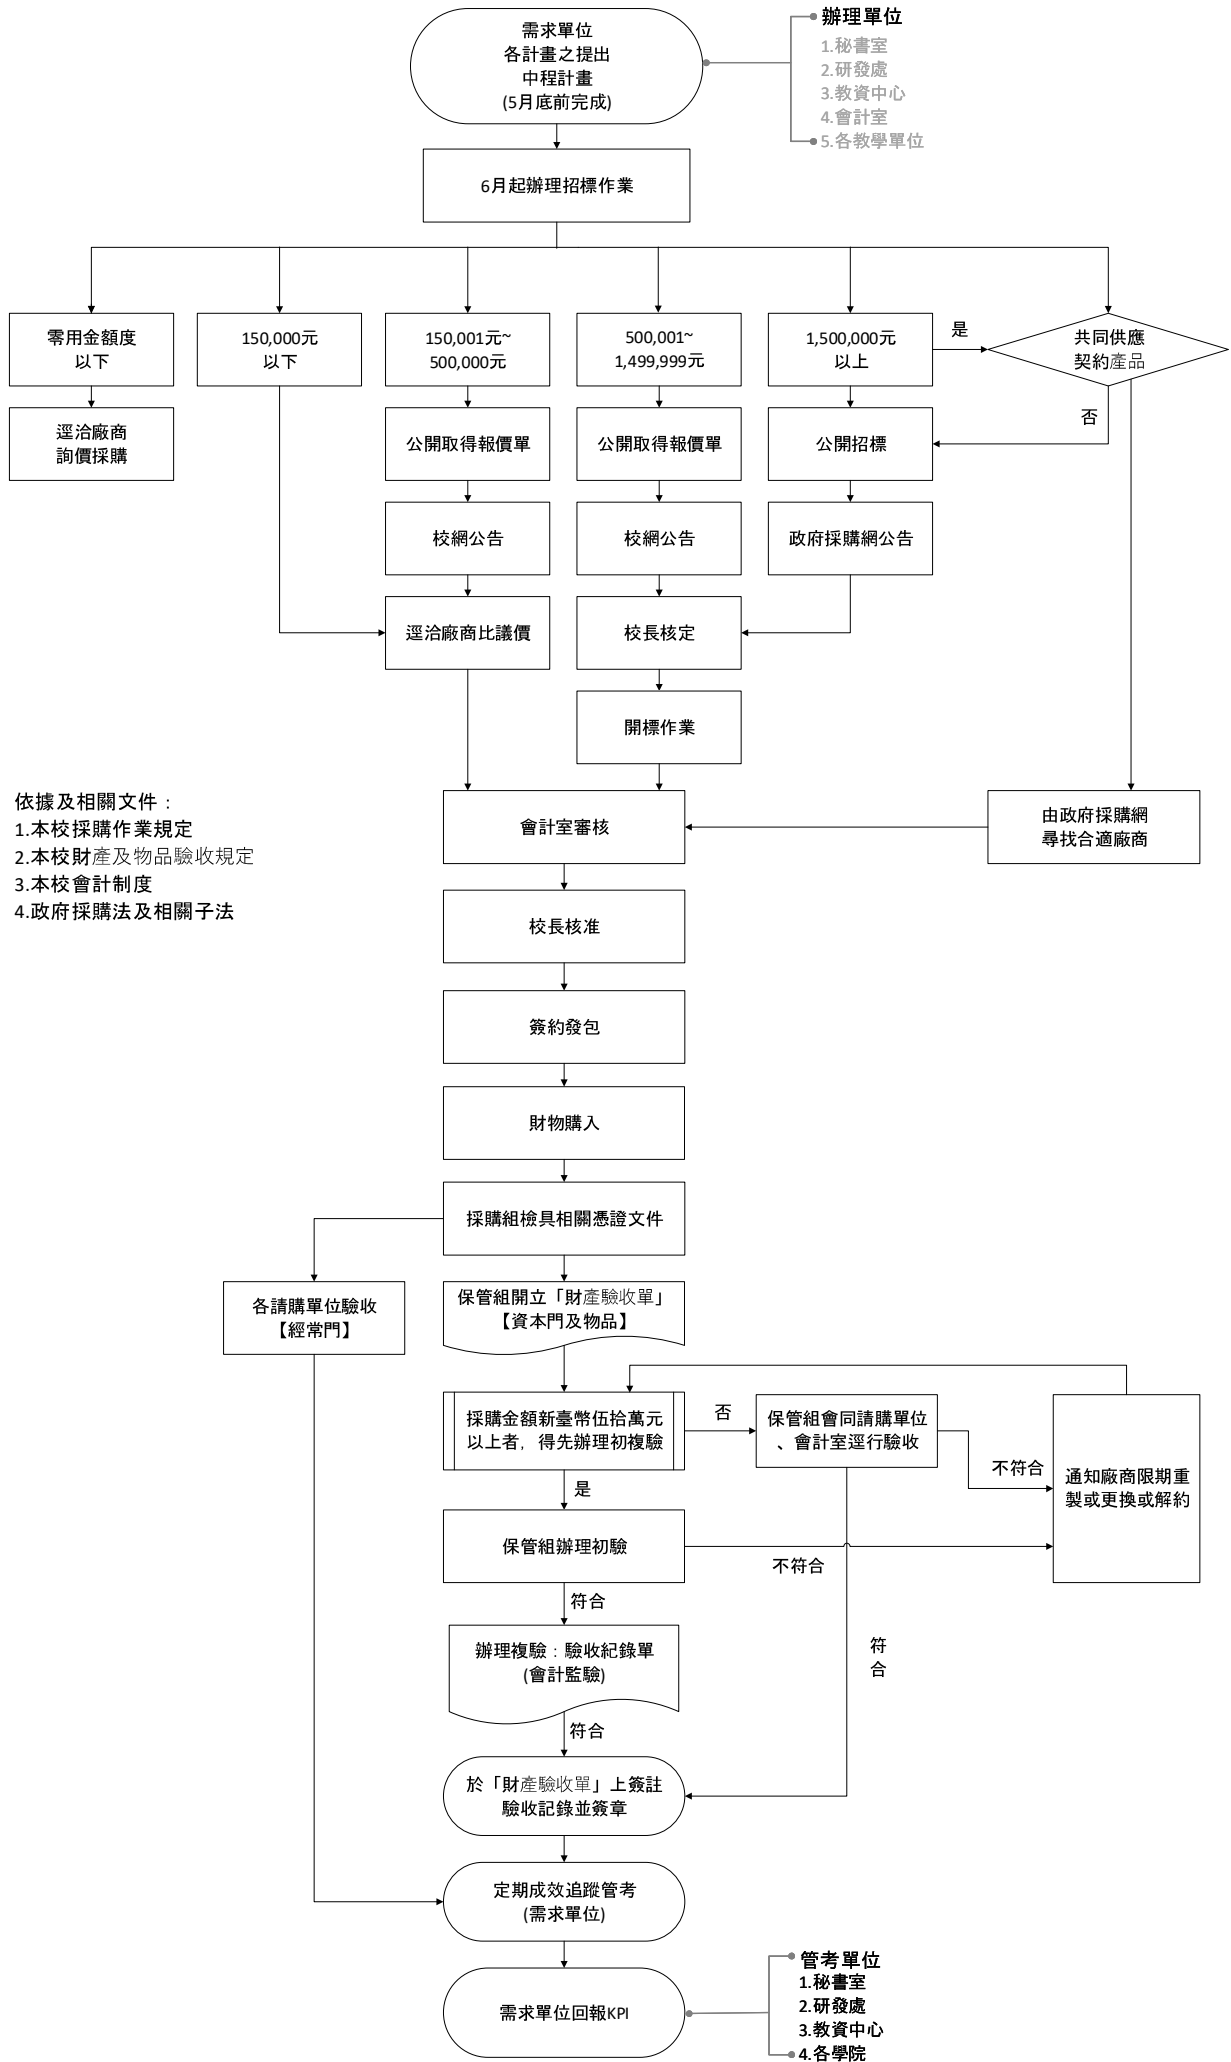 需求單位
各計畫之提出
中程計畫
(5月底前完成)
辦理單位
1.秘書室
2.研發處
3.教資中心
4.會計室
5.各教學單位
6月起辦理招標作業
零用金額度
以下
150,000元
以下
150,001元~
500,000元
500,001~
1,499,999元
1,500,000元
以上
是
共同供應
契約產品
否
逕洽廠商
詢價採購
公開取得報價單
公開取得報價單
公開招標
校網公告
校網公告
政府採購網公告
逕洽廠商比議價
校長核定
開標作業
依據及相關文件：
1.本校採購作業規定
2.本校財產及物品驗收規定
3.本校會計制度
4.政府採購法及相關子法
會計室審核
由政府採購網
尋找合適廠商
校長核准
簽約發包
財物購入
採購組檢具相關憑證文件
各請購單位驗收
【經常門】
保管組開立「財產驗收單」
【資本門及物品】
採購金額新臺幣伍拾萬元
以上者，得先辦理初複驗
否
保管組會同請購單位
、會計室逕行驗收
不符合
通知廠商限期重
製或更換或解約
是
保管組辦理初驗
不符合
符合
辦理複驗：驗收紀錄單
(會計監驗)
符
合
符合
於「財產驗收單」上簽註
驗收記錄並簽章
定期成效追蹤管考
(需求單位)
需求單位回報KPI
管考單位
1.秘書室
2.研發處
3.教資中心
4.各學院